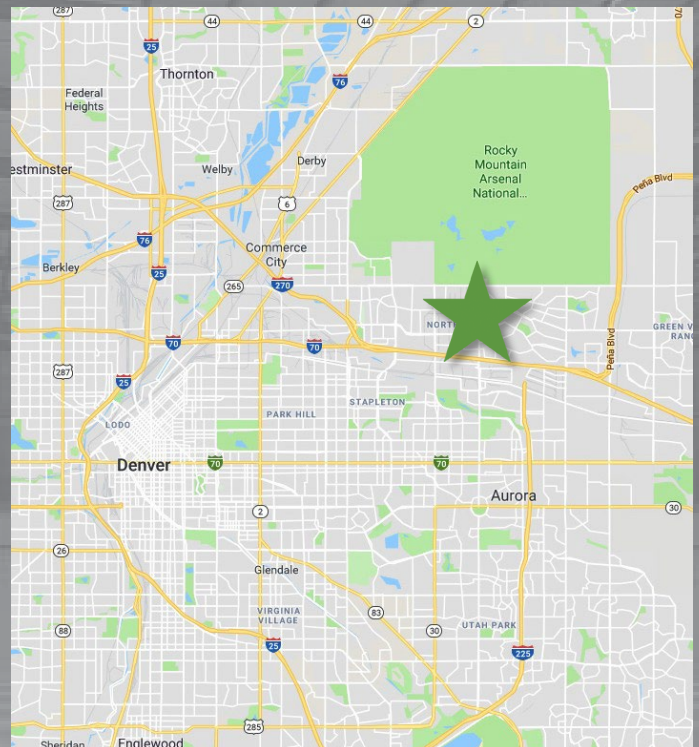 287
44
44
2
70
25
Thornton
76
Federal
Heights
Rocky
Mountain
Arsenal
National...
Derby
estminster
Welby
Peña Blvd
287
6
76
Commerce
City
Berkley
25
270
265
NORT
GREEN V
RANC
70
70
Peña Blvd
287
25
STAPLETON
PARK HILL
LODO
Denver
70
70
Aurora
2
30
26
Glendale
VIRGINIA
VILLAGE
83
88
30
UTAH PARK
25
225
285
Sheridan
Englewood